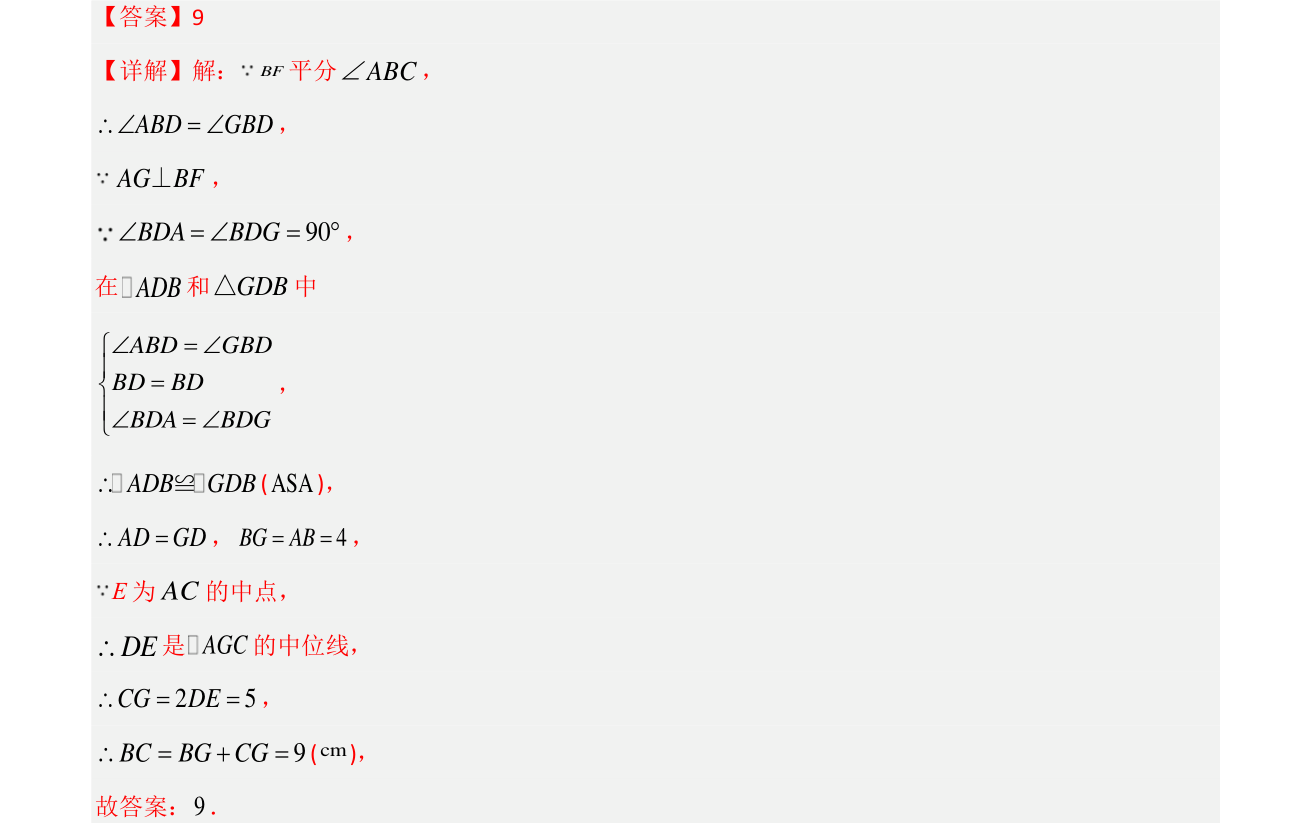 【答案】9
【详解】解：∵BF平分∠ABC，
∴∠ABD=∠GBD，
∵AG⊥BF，
∵∠BDA=∠BDG=90°，
在▯ADB和△GDB中
{∠ABD=∠GBD
BD=BD，
∠BDA=∠BDG
∴▯ADB≌▯GDB(ASA)，
∴AD=GD，BG=AB=4，
∵E为AC的中点，
∴DE是▯AGC的中位线，
∴CG=2DE=5，
∴BC=BG+CG=9(cm)，
故答案：9．